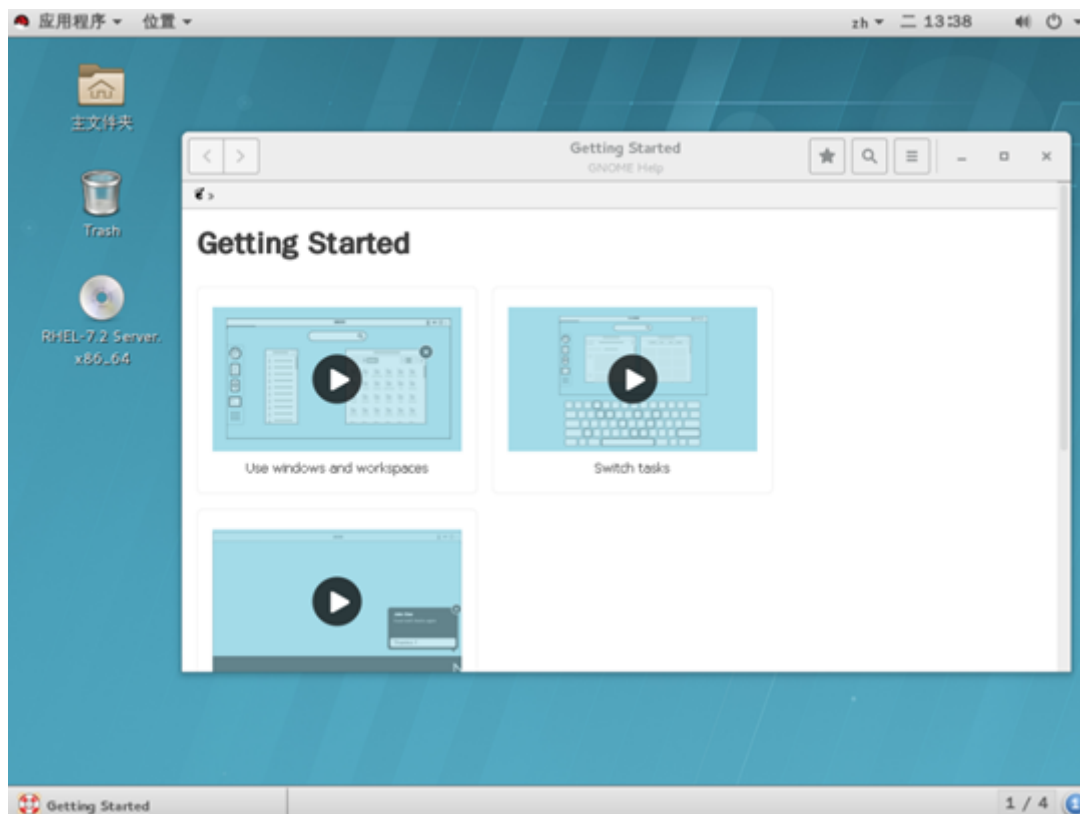 应用程序 位置 zh 二 13:38
主文件夹
Trash
RHEL-7.2 Server.
x86_64
Getting Started
GNOME Help
Getting Started
Use windows and workspaces
Switch tasks
Getting Started
1 / 4